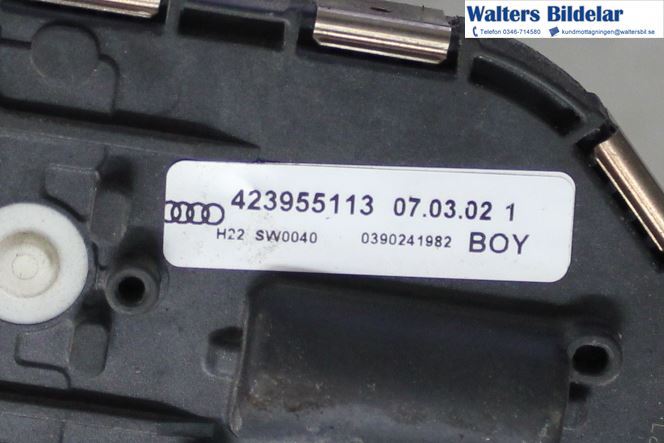 Walters Bildelar
Telefon 0346-714580 kundmottagningen@waltersbil.se
423955113 07.03.02 1
H22 SW0040 0390241982 BOY